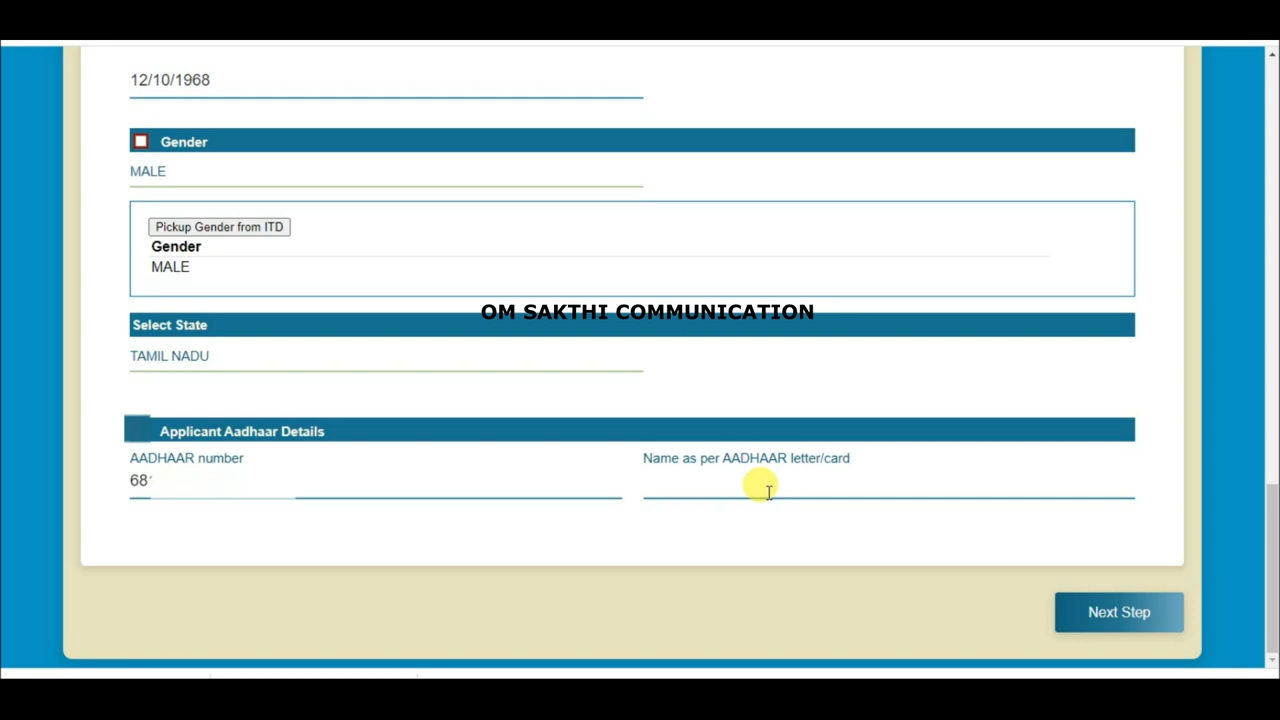 12/10/1968
Gender
MALE
Pickup Gender from ITD
Gender
MALE
OM SAKTHI COMMUNICATION
Select State
TAMIL NADU
Applicant Aadhaar Details
AADHAAR number
Name as per AADHAAR letter/card
68
Next Step